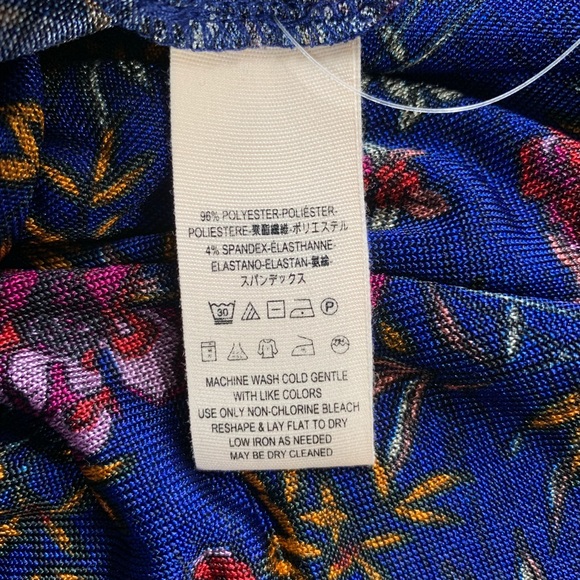 96% POLYESTER-POLIÉSTER-
POLIESTERE-聚酯纖維-ポリエステル
4% SPANDEX-ÉLASTHANNE-
ELASTANO-ELASTAN-氨綸-
スパンデックス
30 P
MACHINE WASH COLD GENTLE
WITH LIKE COLORS
USE ONLY NON-CHLORINE BLEACH
RESHAPE & LAY FLAT TO DRY
LOW IRON AS NEEDED
MAY BE DRY CLEANED